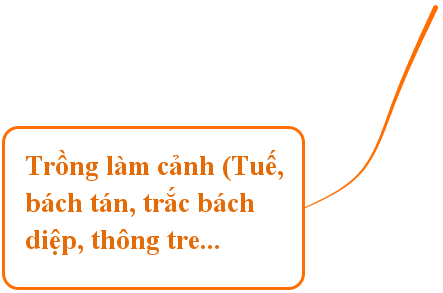 Trồng làm cảnh (Tuế,
bách tán, trắc bách
diệp, thông tre...